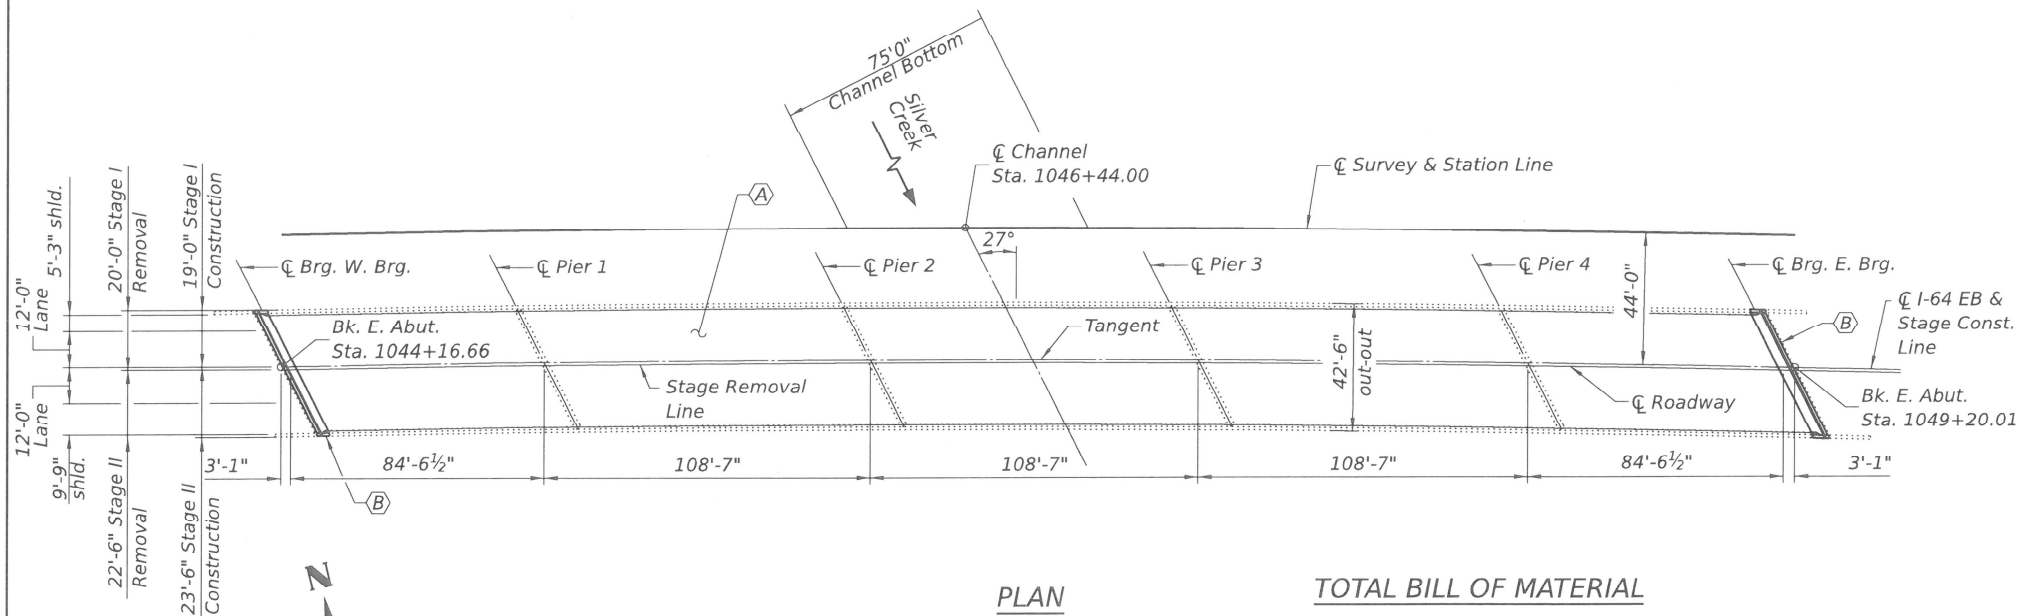 75'0"
Channel Bottom
Silver
Creek
℄ Channel
Sta. 1046+44.00
℄ Survey & Station Line
A
27°
℄ Brg. W. Brg.
℄ Pier 1
℄ Pier 2
℄ Pier 3
℄ Pier 4
℄ Brg. E. Brg.
44'-0"
℄ I-64 EB &
Stage Const.
Line
B
12'-0"
Lane
5'-3" shld.
20'-0" Stage I
Removal
19'-0" Stage I
Construction
Bk. E. Abut.
Sta. 1044+16.66
Tangent
42'-6"
out-out
Stage Removal
Line
℄ Roadway
Bk. E. Abut.
Sta. 1049+20.01
12'-0"
Lane
9'-9"
shld.
22'-6" Stage II
Removal
23'-6" Stage II
Construction
3'-1"
84'-6½"
108'-7"
108'-7"
108'-7"
84'-6½"
3'-1"
B
N
PLAN
TOTAL BILL OF MATERIAL